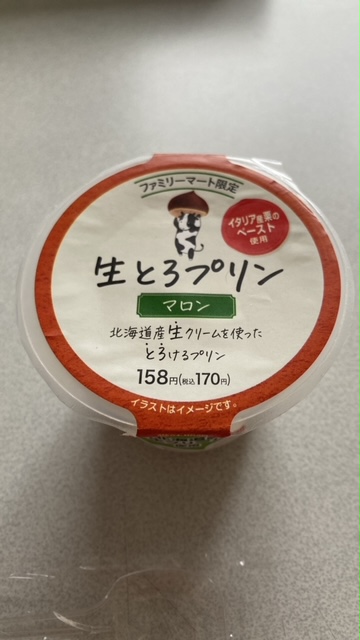 ファミリーマート限定
イタリア産栗の
ペースト
使用
生とろプリン
マロン
北海道産生クリームを使った
とろけるプリン
158円(税込170円)
イラストはイメージです。